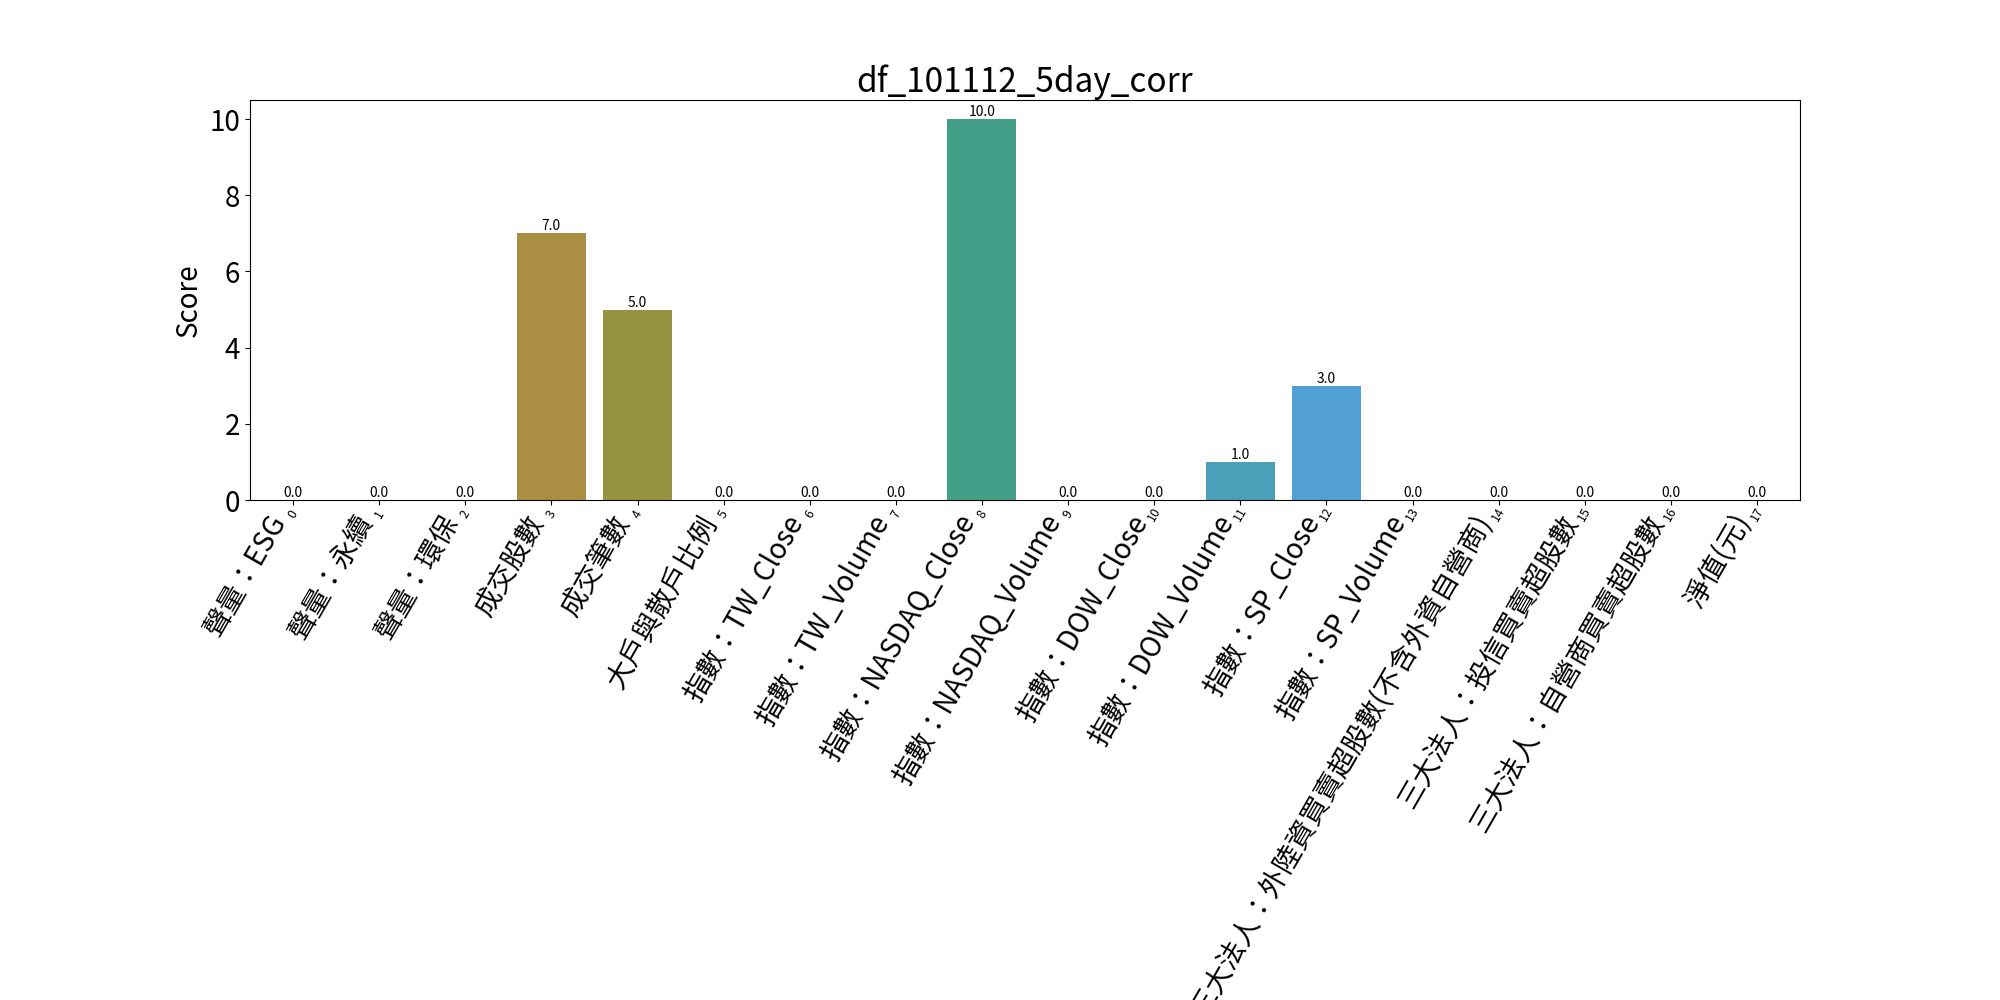 df_101112_5day_corr
Score
10
8
6
4
2
0
0.0
0.0
0.0
7.0
5.0
0.0
0.0
0.0
10.0
0.0
0.0
1.0
3.0
0.0
0.0
0.0
0.0
0.0
0
1
2
3
4
5
6
7
8
9
10
11
12
13
14
15
16
17
聲量：ESG
聲量：永續
聲量：環保
成交股數
成交筆數
大戶與散戶比例
指數：TW_Close
指數：TW_Volume
指數：NASDAQ_Close
指數：NASDAQ_Volume
指數：DOW_Close
指數：DOW_Volume
指數：SP_Close
指數：SP_Volume
三大法人：外陸資買賣超股數(不含外資自營商)
三大法人：投信買賣超股數
三大法人：自營商買賣超股數
淨值(元)